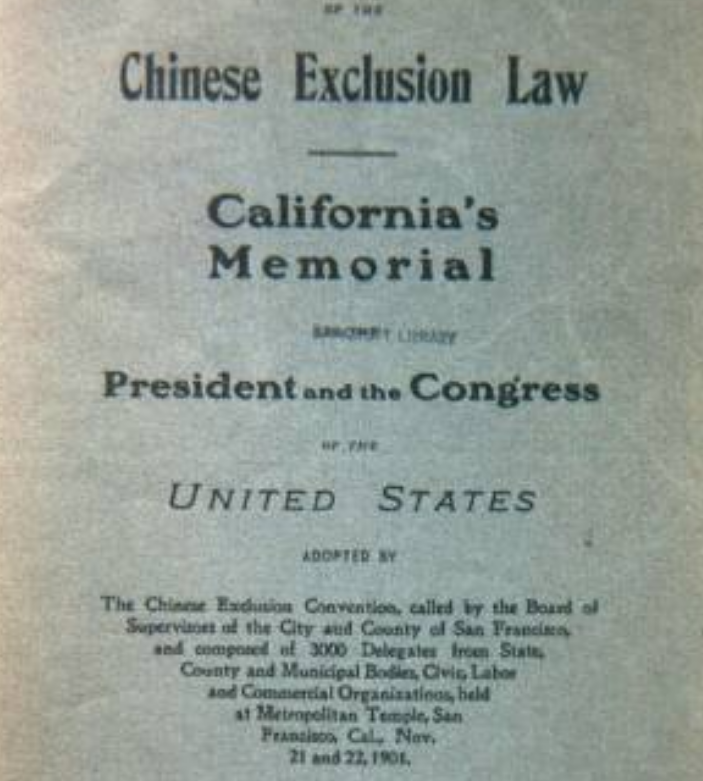 OF THE
Chinese Exclusion Law
California's
Memorial
LIBRARY
President and the Congress
OF THE
UNITED STATES
ADOPTED BY
The Chinese Exclusion Convention, called by the Board of
Supervisors of the City and County of San Francisco,
and composed of 3000 Delegates from State,
County and Municipal Bodies, Civic, Labor
and Commercial Organizations, held
at Metropolitan Temple, San
Francisco, Cal., Nov.
21 and 22, 1901.